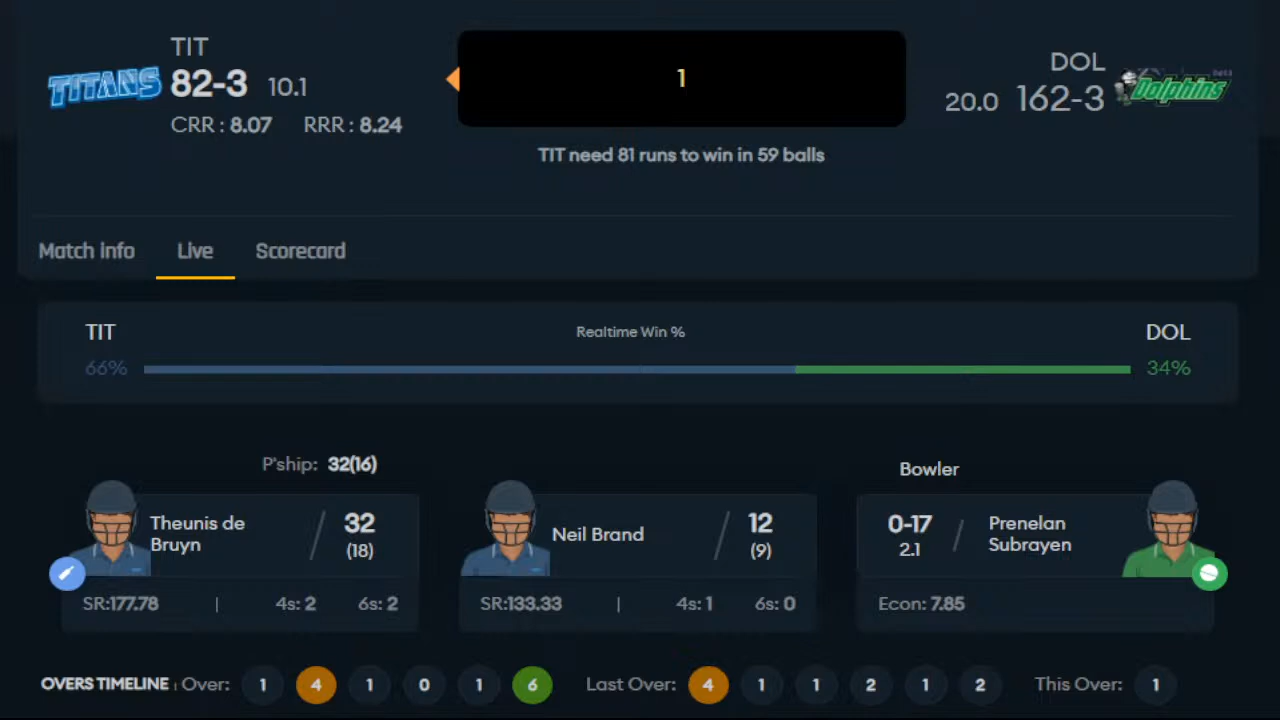 TIT
TITANS 82-3 10.1
CRR : 8.07 RRR : 8.24
1
TIT need 81 runs to win in 59 balls
DOL
20.0 162-3 Dolphins
Match info Live Scorecard
TIT Realtime Win % DOL
66% 34%
P'ship: 32(16)
Theunis de
Bruyn
32
(18)
SR:177.78 | 4s: 2 6s: 2
Neil Brand
12
(9)
SR:133.33 | 4s: 1 6s: 0
Bowler
0-17
2.1
Prenelan
Subrayen
Econ: 7.85
OVERS TIMELINE Over: 1 4 1 0 1 6 Last Over: 4 1 1 2 1 2 This Over: 1